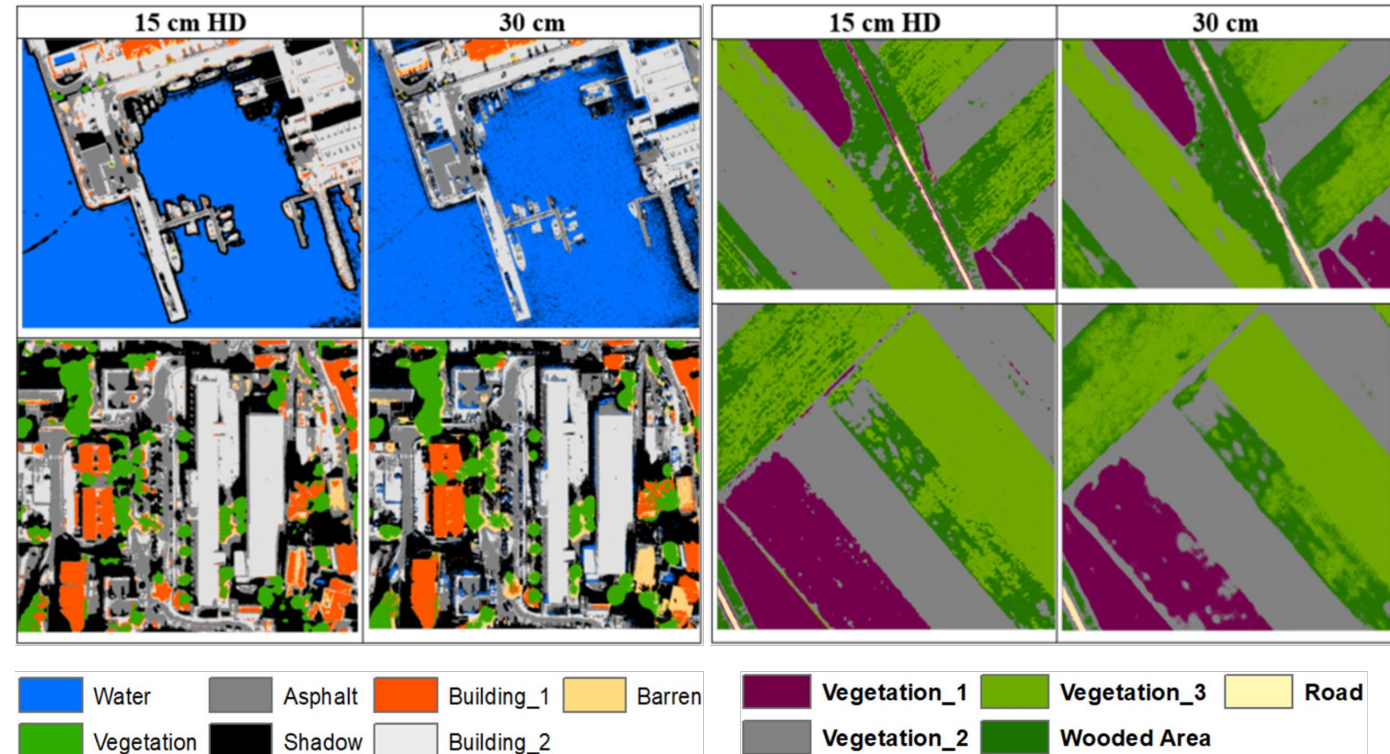 15 cm HD 30 cm 15 cm HD 30 cm
Water Asphalt Building_1 Barren
Vegetation Shadow Building_2
Vegetation_1 Vegetation_3 Road
Vegetation_2 Wooded Area